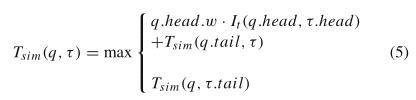 T_sim(q, τ) = max { q.head.w · I_t(q.head, τ.head)
+T_sim(q.tail, τ)
T_sim(q, τ.tail)
(5)